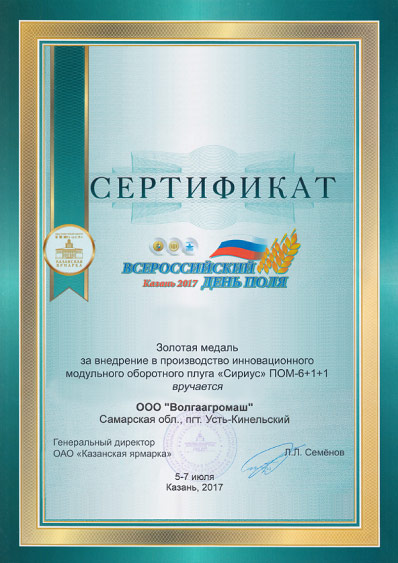 СЕРТИФИКАТ
ВСЕРОССИЙСКИЙ
Казань 2017 ДЕНЬ ПОЛЯ
КАЗАНСКАЯ
ЯРМАРКА
Золотая медаль
за внедрение в производство инновационного
модульного оборотного плуга «Сириус» ПОМ-6+1+1
вручается
ООО "Волгаагромаш"
Самарская обл., пгт. Усть-Кинельский
Генеральный директор
ОАО «Казанская ярмарка»
Л.Л. Семёнов
5-7 июля
Казань, 2017